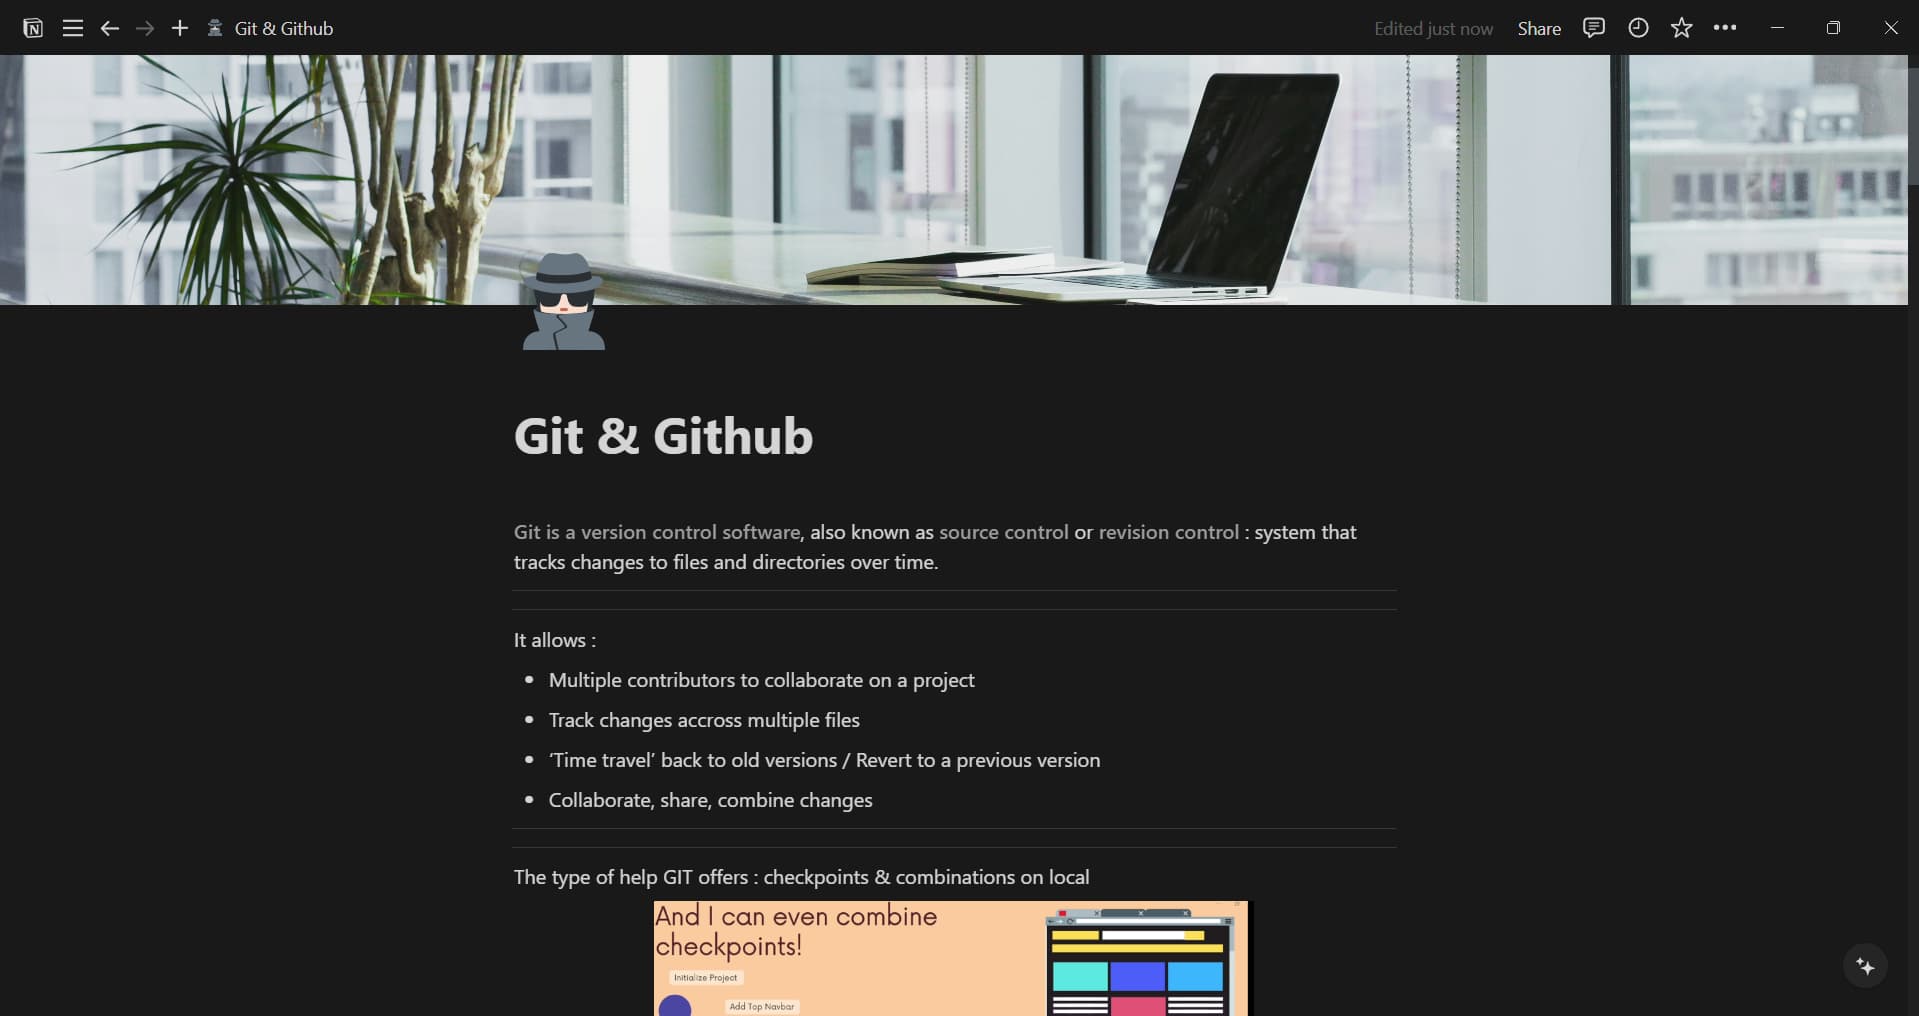 Git & Github
Edited just now
Share
Git & Github
Git is a version control software, also known as source control or revision control : system that
tracks changes to files and directories over time.
It allows :
Multiple contributors to collaborate on a project
Track changes accross multiple files
'Time travel' back to old versions / Revert to a previous version
Collaborate, share, combine changes
The type of help GIT offers : checkpoints & combinations on local
And I can even combine
checkpoints!
Initialize Project
Add Top Navbar